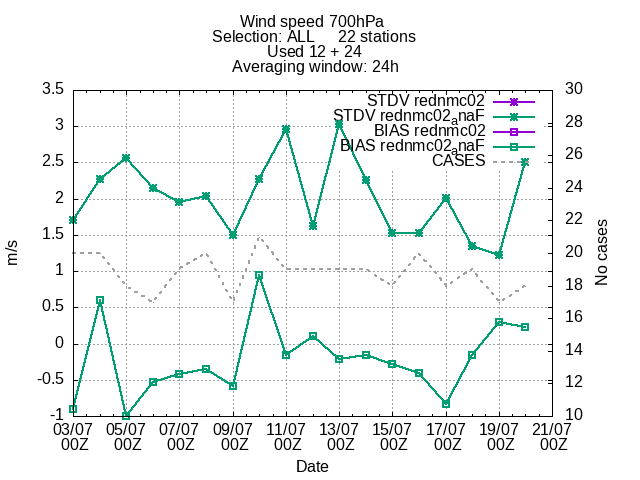 Wind speed 700hPa
Selection: ALL 22 stations
Used 12 + 24
Averaging window: 24h
STDV rednmc02
STDV rednmc02_anaF
BIAS rednmc02
BIAS rednmc02_anaF
CASES
3.5
3
2.5
2
1.5
1
0.5
0
-0.5
-1
m/s
30
28
26
24
22
20
18
16
14
12
10
No cases
03/07 05/07 07/07 09/07 11/07 13/07 15/07 17/07 19/07 21/07
00Z 00Z 00Z 00Z 00Z 00Z 00Z 00Z 00Z 00Z
Date